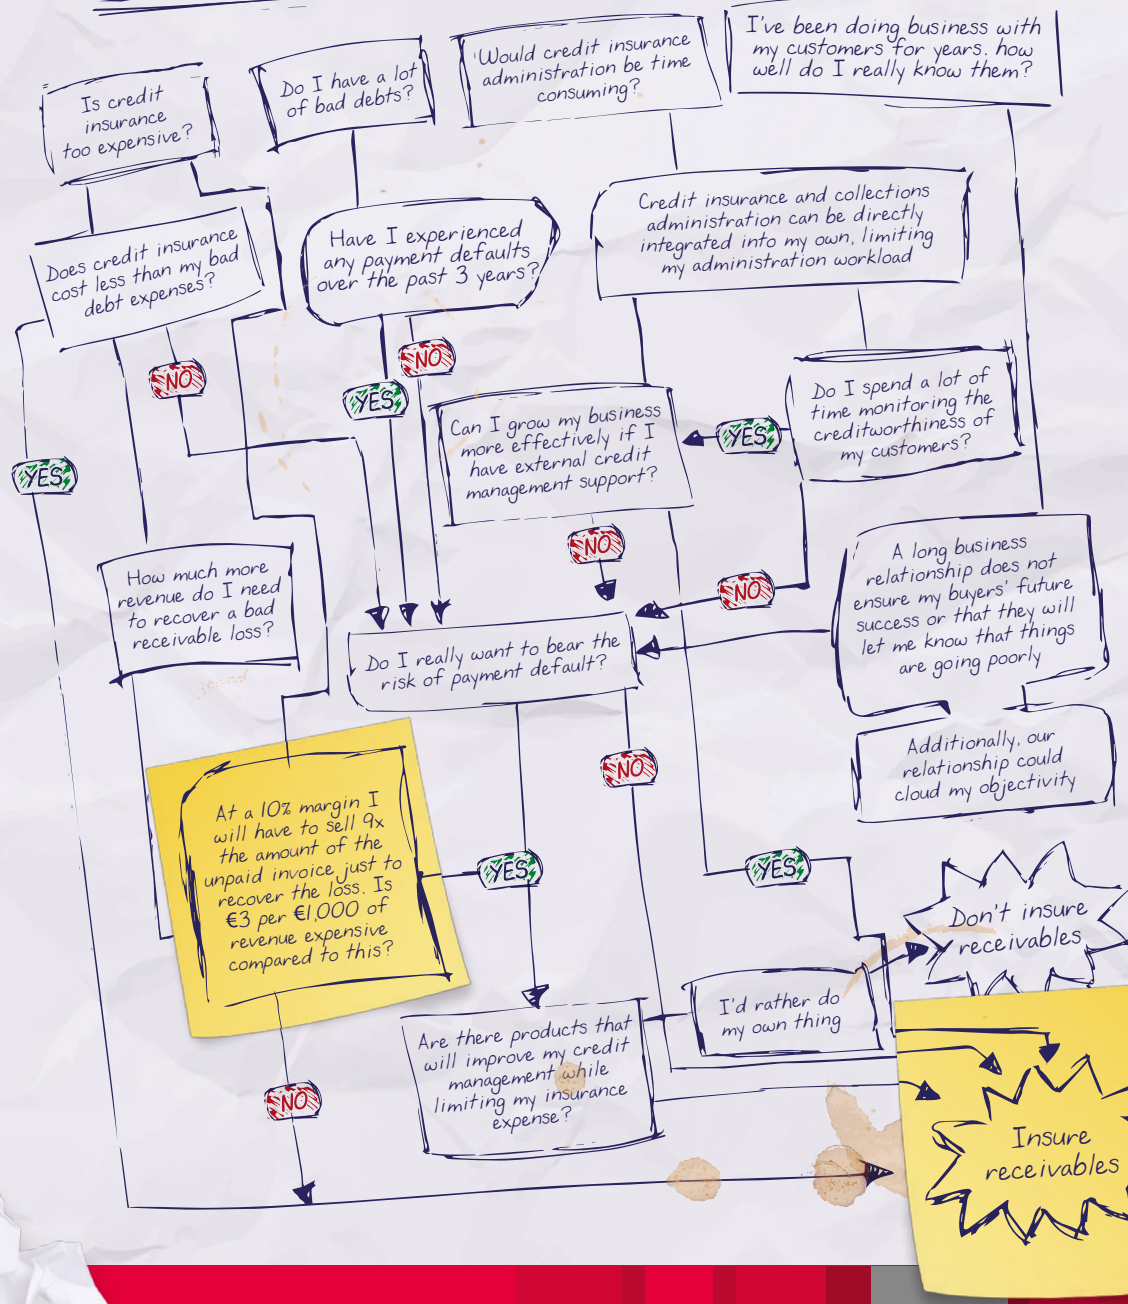 Is credit
insurance
too expensive?
Do I have a lot
of bad debts?
'Would credit insurance
administration be time
consuming?
I've been doing business with
my customers for years. how
well do I really know them?
Does credit insurance
cost less than my bad
debt expenses?
Have I experienced
any payment defaults
over the past 3 years?
Credit insurance and collections
administration can be directly
integrated into my own, limiting
my administration workload
NO
NO
YES
Can I grow my business
more effectively if I
have external credit
management support?
YES
Do I spend a lot of
time monitoring the
creditworthiness of
my customers?
YES
NO
NO
How much more
revenue do I need
to recover a bad
receivable loss?
A long business
relationship does not
ensure my buyers' future
success or that they will
let me know that things
are going poorly
Do I really want to bear the
risk of payment default?
NO
Additionally, our
relationship could
cloud my objectivity
At a 10% margin I
will have to sell 9x
the amount of the
unpaid invoice just to
recover the loss. Is
€3 per €1,000 of
revenue expensive
compared to this?
YES
YES
Don't insure
receivables
I'd rather do
my own thing
Are there products that
will improve my credit
management while
limiting my insurance
expense?
NO
Insure
receivables